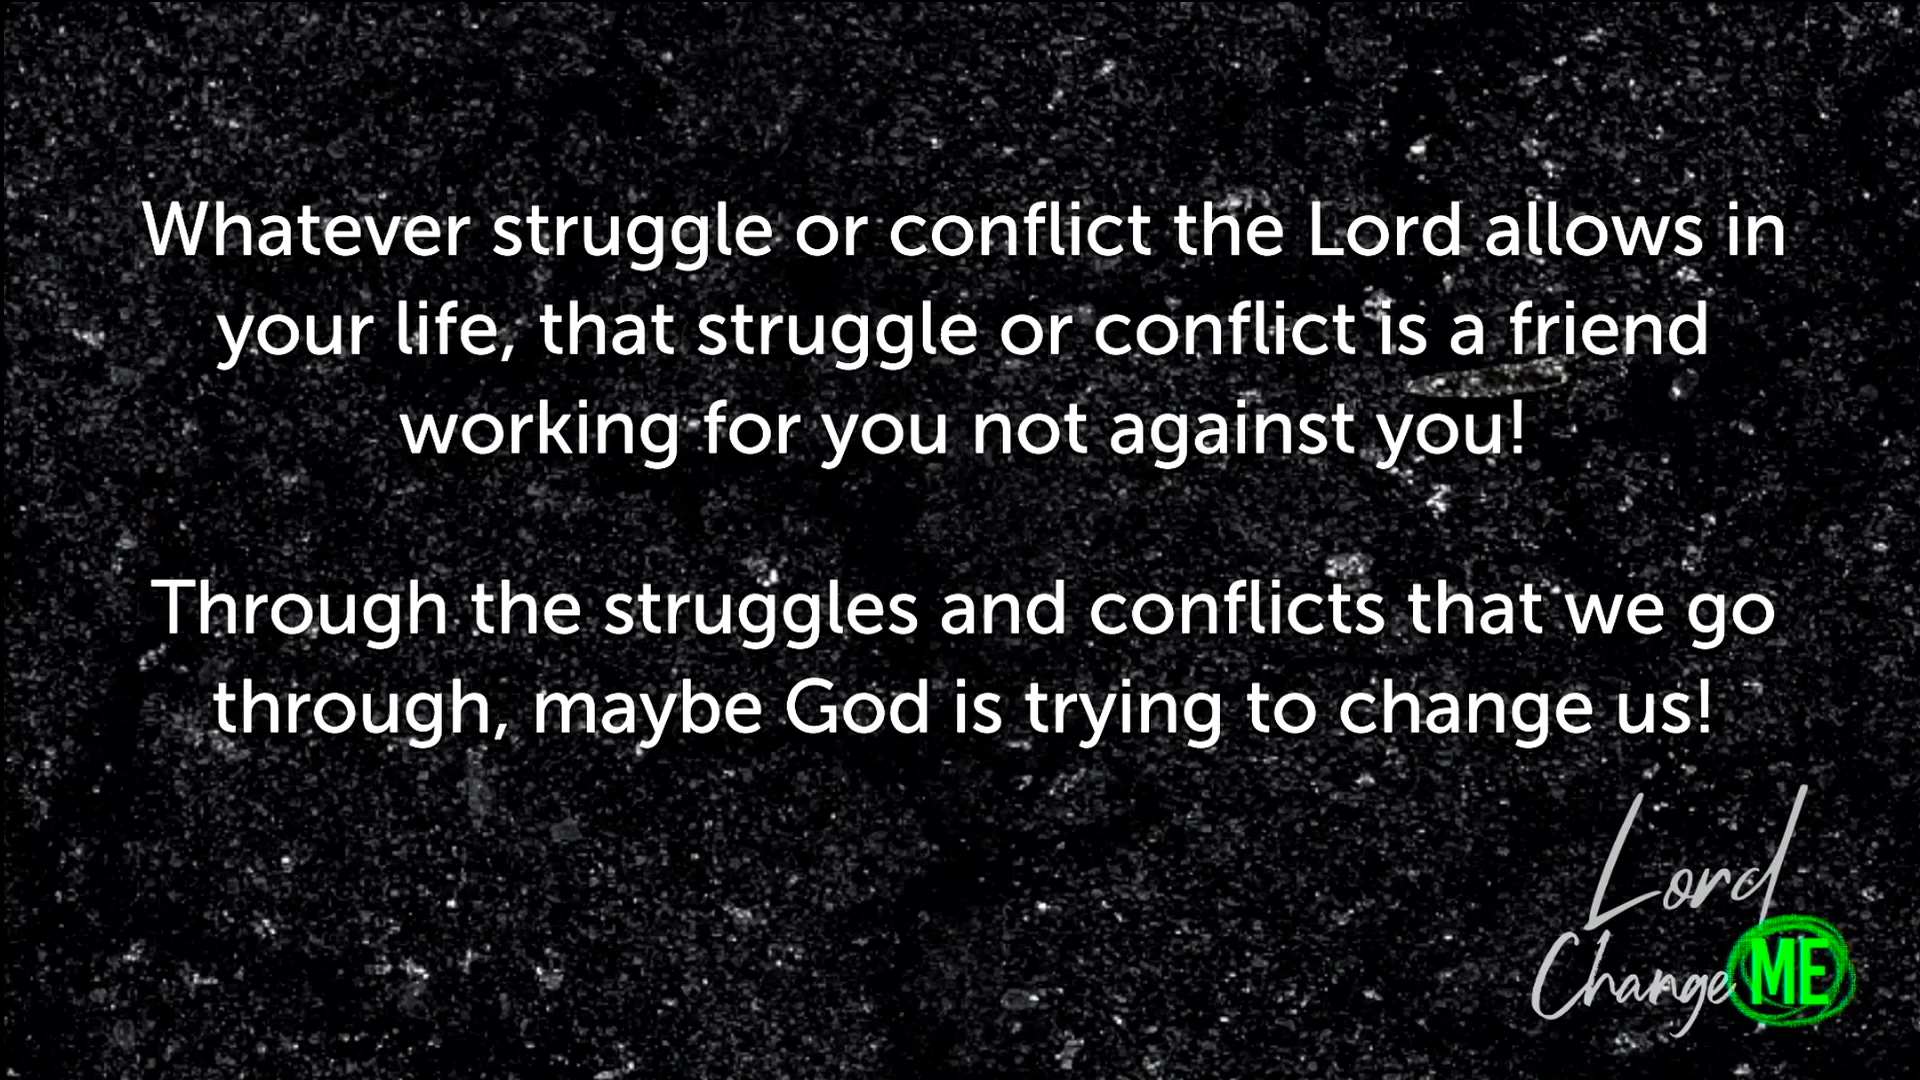 Whatever struggle or conflict the Lord allows in
your life, that struggle or conflict is a friend
working for you not against you!
Through the struggles and conflicts that we go
through, maybe God is trying to change us!
Lord
Change ME